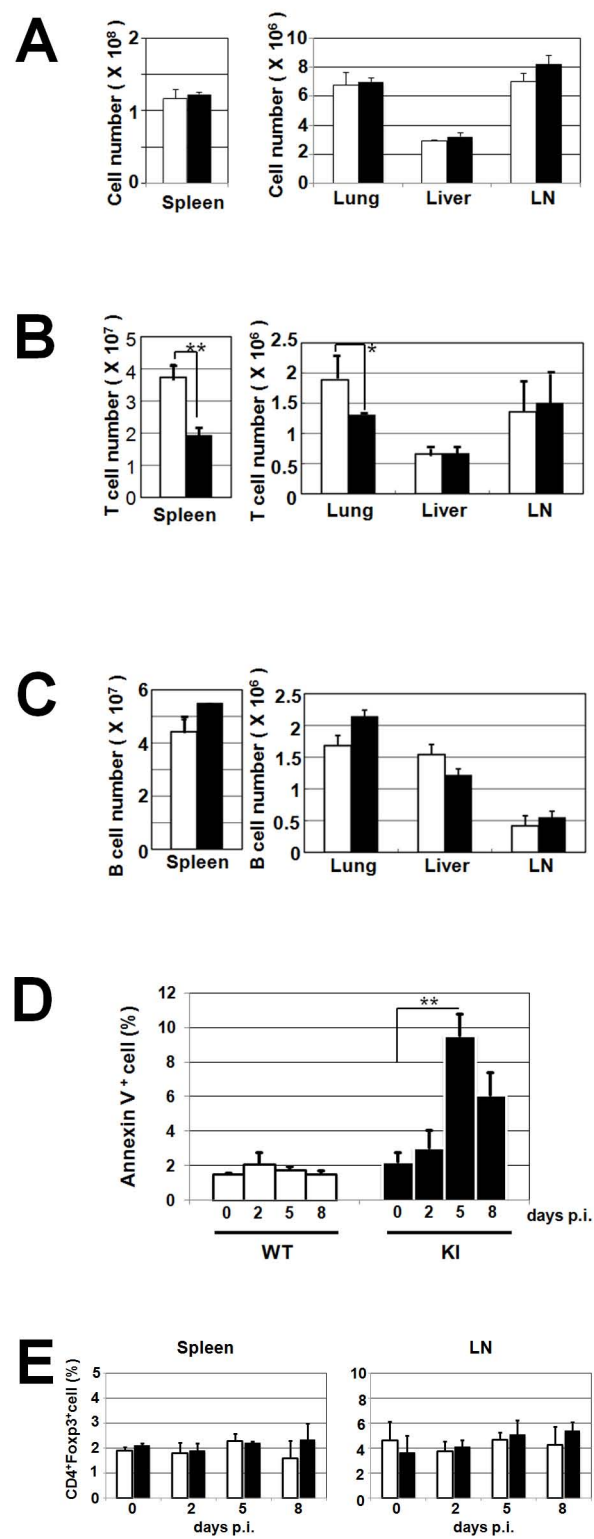 A
Cell number ( X 10⁸)
2
1
0
Spleen
Cell number ( X 10⁶)
10
8
6
4
2
0
Lung Liver LN
B
T cell number ( X 10⁷)
5
4
3
2
1
0
**
Spleen
T cell number ( X 10⁶)
2.5
2
1.5
1
0.5
0
*
Lung Liver LN
C
B cell number ( X 10⁷)
6
4
2
0
Spleen
B cell number ( X 10⁶)
2.5
2
1.5
1
0.5
0
Lung Liver LN
D
Annexin V⁺ cell (%)
12
10
8
6
4
2
0
**
0 2 5 8 0 2 5 8 days p.i.
WT KI
E
Spleen
CD4⁺Foxp3⁺cell (%)
5
3
2
1
0
0 2 5 8
days p.i.
LN
10
8
6
4
2
0
0 2 5 8
days p.i.